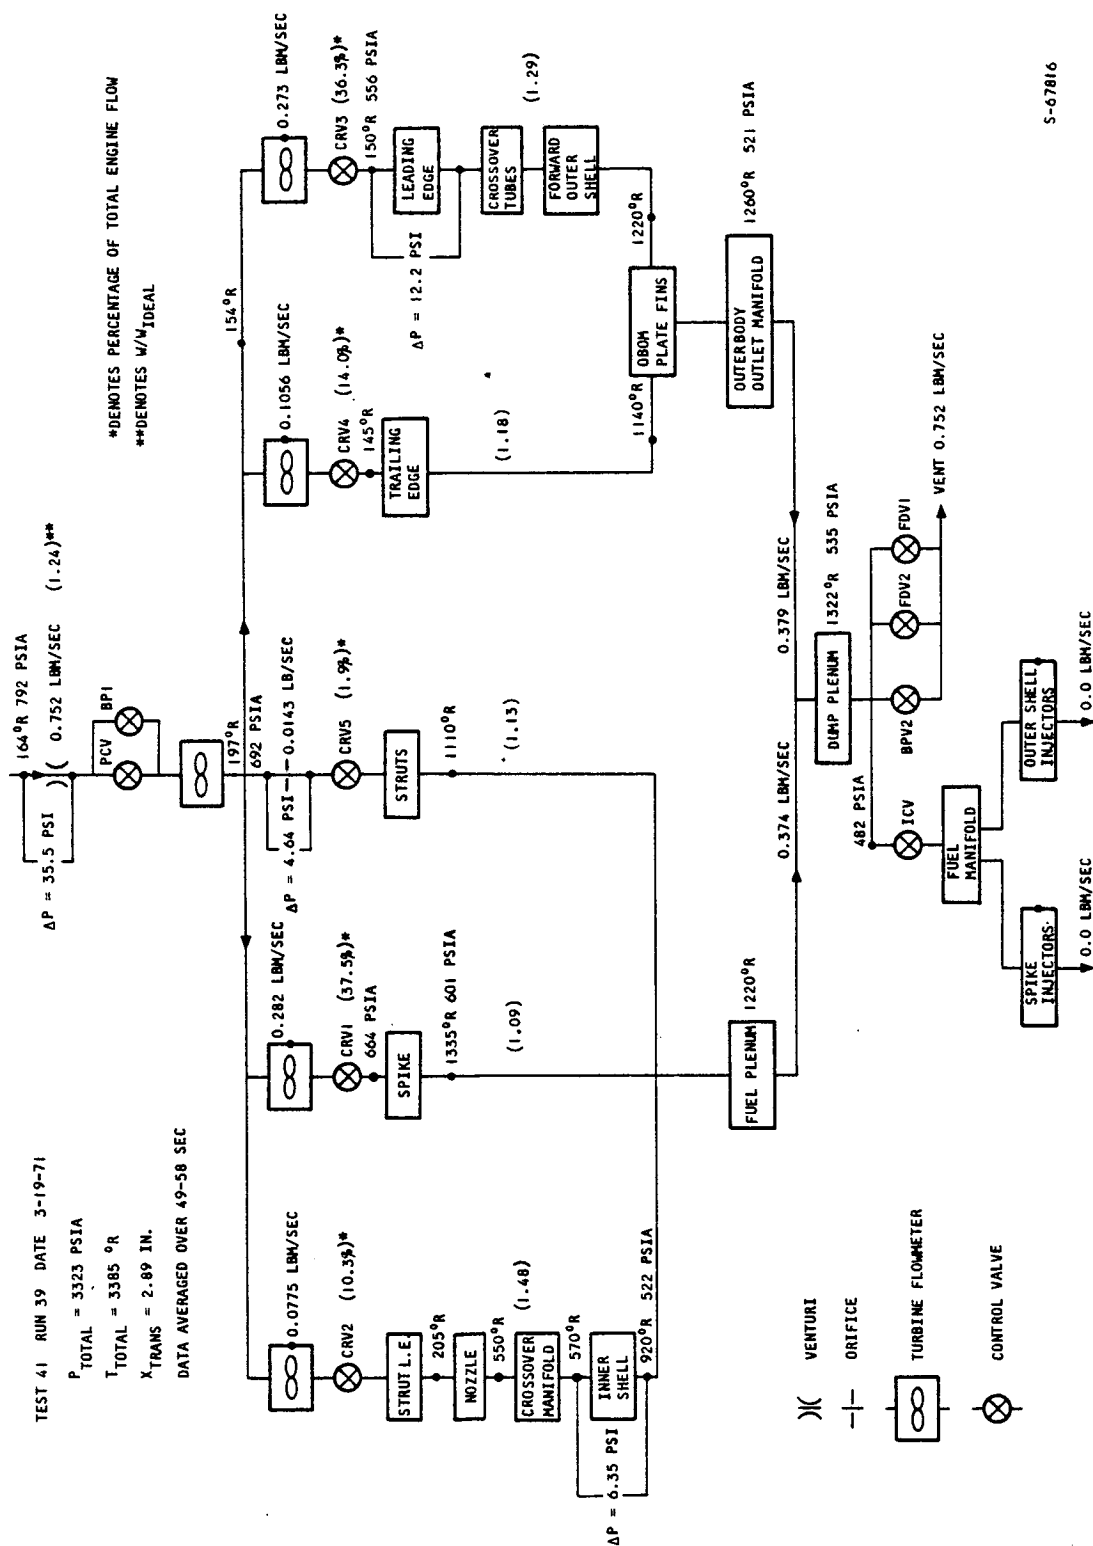 TEST 41 RUN 39 DATE 3-19-71
P TOTAL = 3323 PSIA
T TOTAL = 3385 °R
X TRANS = 2.89 IN.
DATA AVERAGED OVER 49-58 SEC
*DENOTES PERCENTAGE OF TOTAL ENGINE FLOW
**DENOTES W/W IDEAL
164°R 792 PSIA
ΔP = 35.5 PSI
0.752 LBM/SEC (1.24)**
PCV
BP1
197°R
692 PSIA
154°R
0.0775 LBM/SEC
CRV2 (10.3%)*
STRUT L.E.
205°R
NOZZLE
550°R
CROSSOVER
MANIFOLD
(1.48)
570°R
INNER
SHELL
ΔP = 6.35 PSI
920°R 522 PSIA
0.282 LBM/SEC
CRV1 (37.5%)*
664 PSIA
SPIKE
1335°R 601 PSIA
(1.09)
ΔP = 4.64 PSI
0.0143 LB/SEC
CRV5 (1.9%)*
STRUTS
1110°R
(1.13)
0.1056 LBM/SEC
CRV4 (14.0%)*
145°R
TRAILING
EDGE
(1.18)
1140°R
0.273 LBM/SEC
CRV3 (36.3%)*
150°R 556 PSIA
LEADING
EDGE
ΔP = 12.2 PSI
CROSSOVER
TUBES
(1.29)
FORWARD
OUTER
SHELL
1220°R
OBOM
PLATE FINS
OUTERBODY
OUTLET MANIFOLD
1260°R 521 PSIA
FUEL PLENUM
1220°R
0.374 LBM/SEC
0.379 LBM/SEC
DUMP PLENUM
1322°R 535 PSIA
482 PSIA
ICV
BPV2
FDV2
FDV1
VENT 0.752 LBM/SEC
FUEL
MANIFOLD
SPIKE
INJECTORS
0.0 LBM/SEC
OUTER SHELL
INJECTORS
0.0 LBM/SEC
VENTURI
ORIFICE
TURBINE FLOWMETER
CONTROL VALVE
S-67816